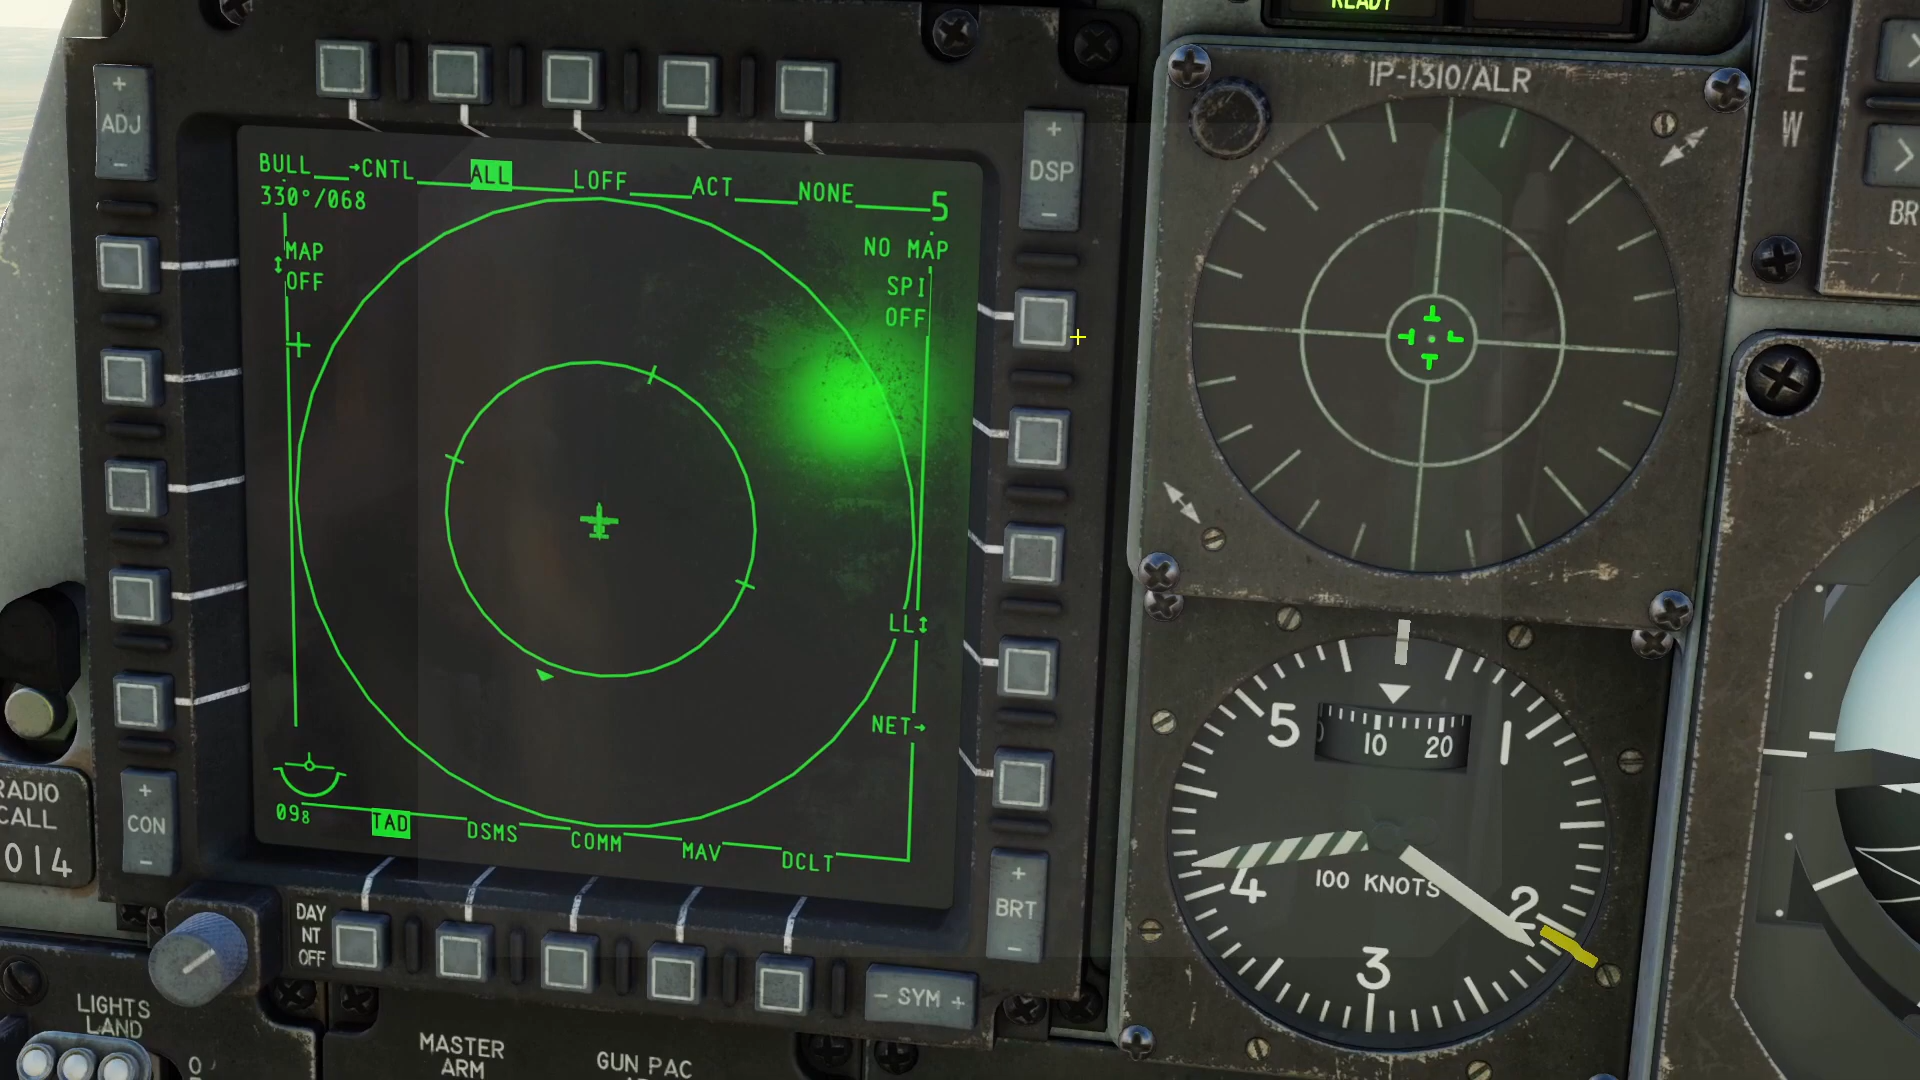 READY
+
ADJ
-
BULL →CNTL ALL LOFF ACT NONE
330°/068 5
MAP
↕
OFF
NO MAP
SPI
OFF
LL↕
NET→
098 TAD DSMS COMM MAV DCLT
+
DSP
-
+
CON
-
+
BRT
-
- SYM +
DAY
NT
OFF
IP-1310/ALR
E
W
BR
5 1
10 20
4 2
100 KNOTS
3
RADIO
CALL
014
LIGHTS
LAND
MASTER
ARM
GUN PAC